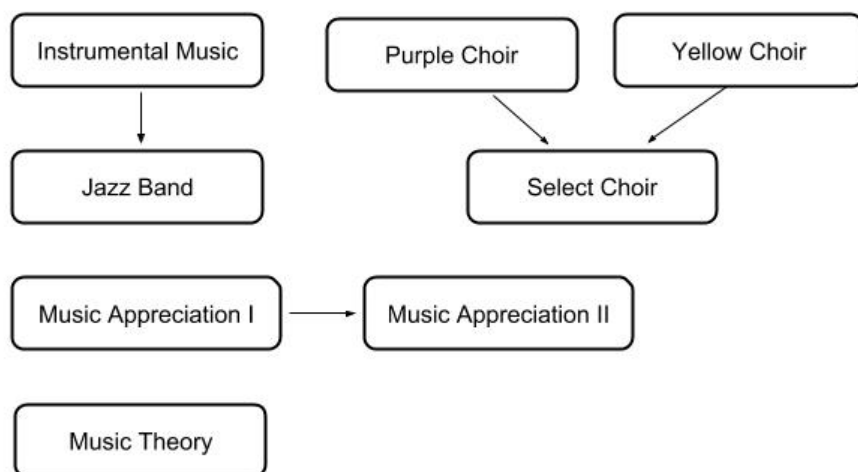 Instrumental Music
Purple Choir
Yellow Choir
Jazz Band
Select Choir
Music Appreciation I
Music Appreciation II
Music Theory